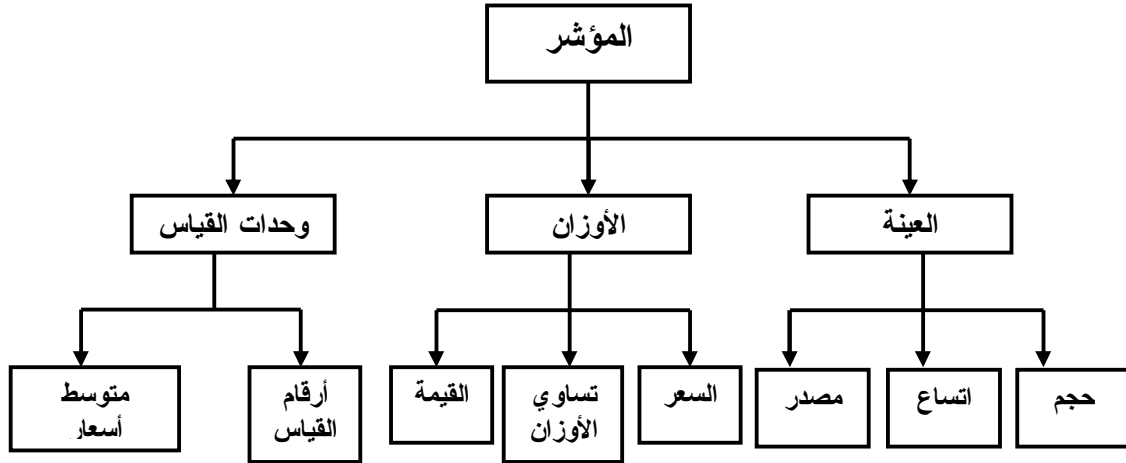 المؤشر
العينة
الأوزان
وحدات القياس
حجم
اتساع
مصدر
السعر
تساوي
الأوزان
القيمة
أرقام
القياس
متوسط
أسعار